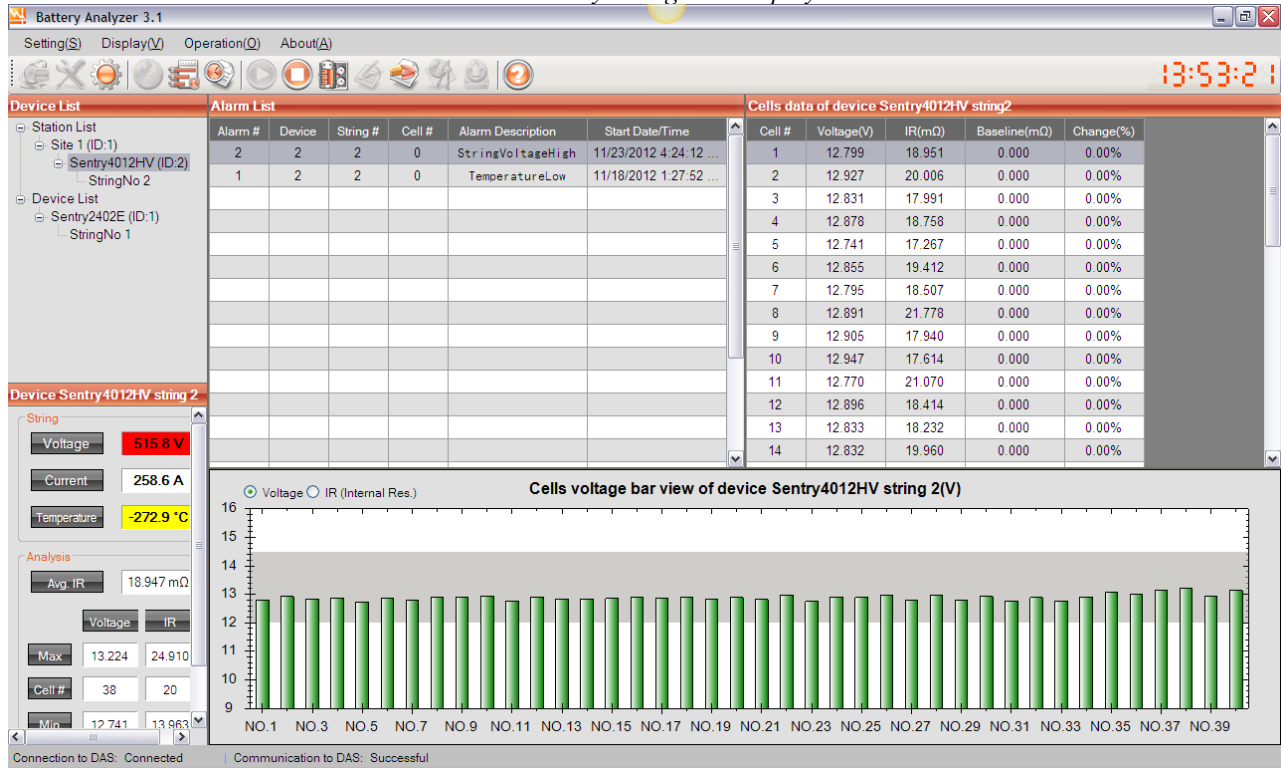 Battery Analyzer 3.1
Setting(S) Display(V) Operation(O) About(A)
13:53:21
Device List
Station List
Site 1 (ID:1)
Sentry4012HV (ID:2)
StringNo 2
Device List
Sentry2402E (ID:1)
StringNo 1
Alarm List
Alarm # Device String # Cell # Alarm Description Start Date/Time
2 2 2 0 StringVoltageHigh 11/23/2012 4:24:12 ...
1 2 2 0 TemperatureLow 11/18/2012 1:27:52 ...
Cells data of device Sentry4012HV string2
Cell # Voltage(V) IR(mΩ) Baseline(mΩ) Change(%)
1 12.799 18.951 0.000 0.00%
2 12.927 20.006 0.000 0.00%
3 12.831 17.991 0.000 0.00%
4 12.878 18.758 0.000 0.00%
5 12.741 17.267 0.000 0.00%
6 12.855 19.412 0.000 0.00%
7 12.795 18.507 0.000 0.00%
8 12.891 21.778 0.000 0.00%
9 12.905 17.940 0.000 0.00%
10 12.947 17.614 0.000 0.00%
11 12.770 21.070 0.000 0.00%
12 12.896 18.414 0.000 0.00%
13 12.833 18.232 0.000 0.00%
14 12.832 19.960 0.000 0.00%
Device Sentry4012HV string 2
String
Voltage 515.8 V
Current 258.6 A
Temperature -272.9 °C
Analysis
Avg. IR 18.947 mΩ
Voltage IR
Max 13.224 24.910
Cell # 38 20
Min 12.741 13.963
Voltage IR (Internal Res.)
Cells voltage bar view of device Sentry4012HV string 2(V)
16
15
14
13
12
11
10
9
NO.1 NO.3 NO.5 NO.7 NO.9 NO.11 NO.13 NO.15 NO.17 NO.19 NO.21 NO.23 NO.25 NO.27 NO.29 NO.31 NO.33 NO.35 NO.37 NO.39
Connection to DAS: Connected Communication to DAS: Successful